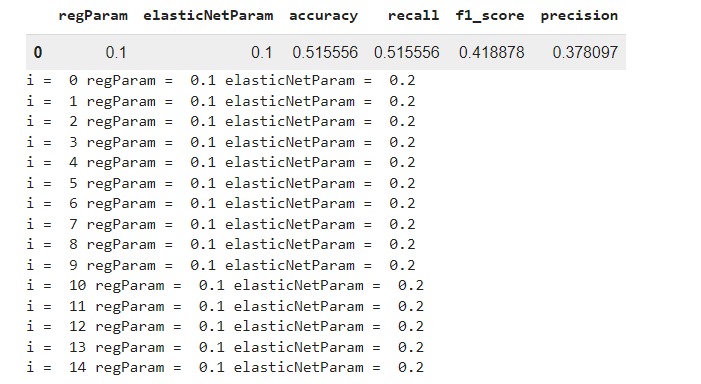 regParam elasticNetParam accuracy recall f1_score precision
0 0.1 0.1 0.515556 0.515556 0.418878 0.378097
i =  0 regParam =  0.1 elasticNetParam =  0.2
i =  1 regParam =  0.1 elasticNetParam =  0.2
i =  2 regParam =  0.1 elasticNetParam =  0.2
i =  3 regParam =  0.1 elasticNetParam =  0.2
i =  4 regParam =  0.1 elasticNetParam =  0.2
i =  5 regParam =  0.1 elasticNetParam =  0.2
i =  6 regParam =  0.1 elasticNetParam =  0.2
i =  7 regParam =  0.1 elasticNetParam =  0.2
i =  8 regParam =  0.1 elasticNetParam =  0.2
i =  9 regParam =  0.1 elasticNetParam =  0.2
i =  10 regParam =  0.1 elasticNetParam =  0.2
i =  11 regParam =  0.1 elasticNetParam =  0.2
i =  12 regParam =  0.1 elasticNetParam =  0.2
i =  13 regParam =  0.1 elasticNetParam =  0.2
i =  14 regParam =  0.1 elasticNetParam =  0.2